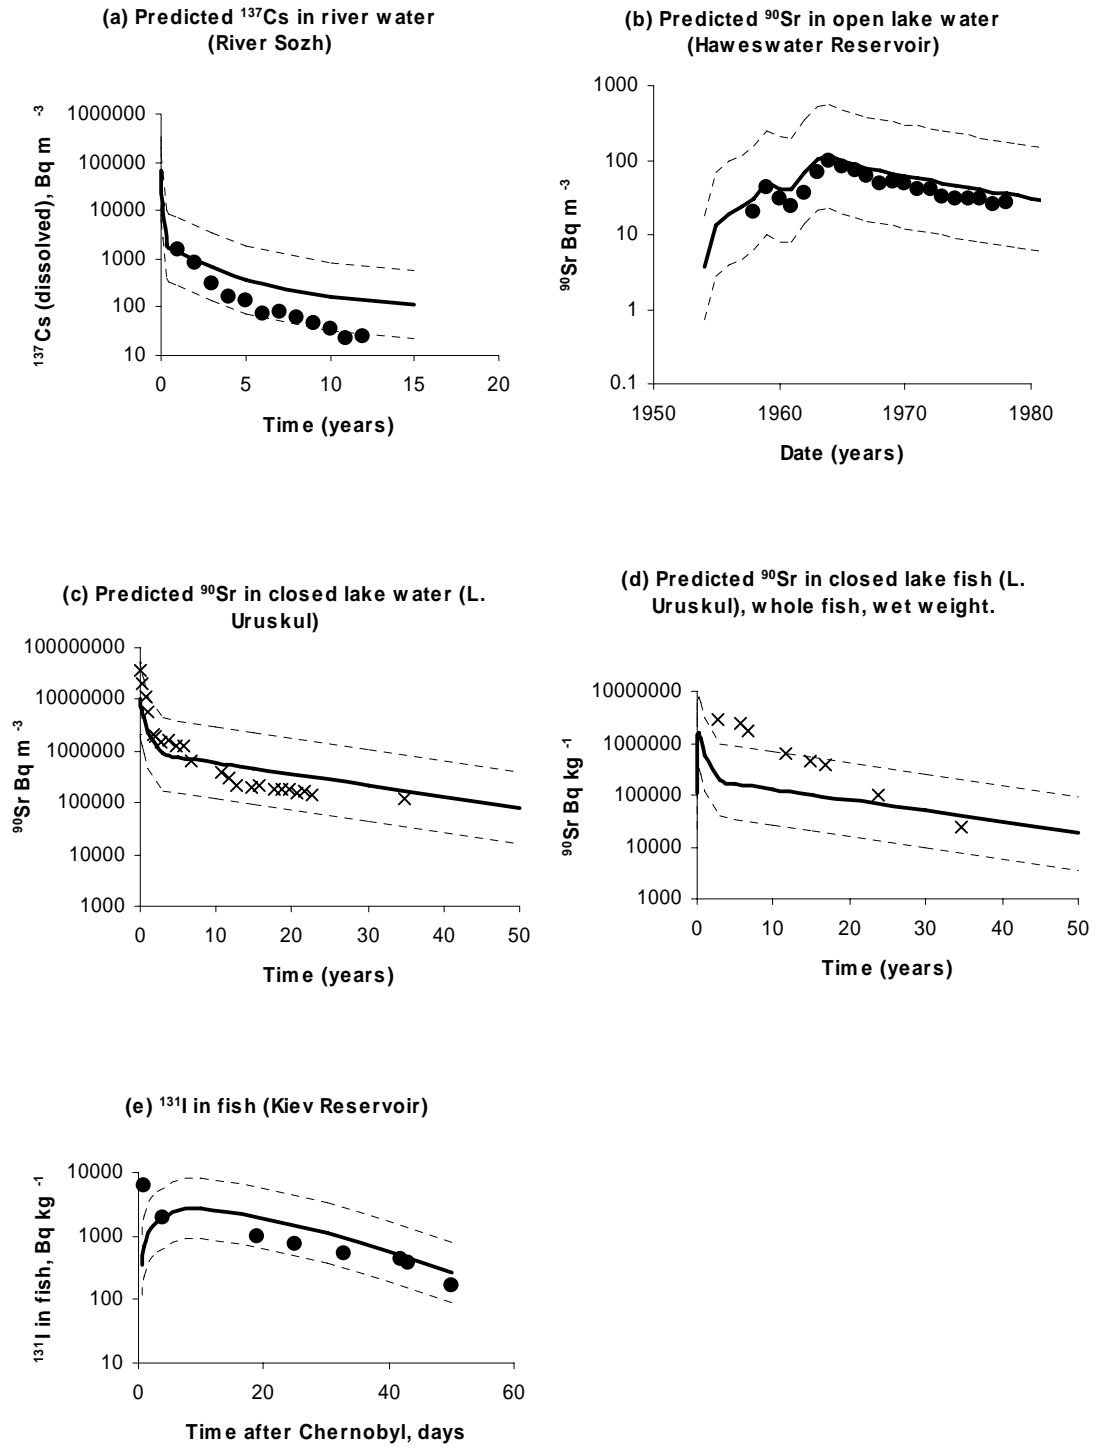 (a) Predicted ¹³⁷Cs in river water
(River Sozh)
¹³⁷Cs (dissolved), Bq m ⁻³
1000000
100000
10000
1000
100
10
0 5 10 15 20
Time (years)
(b) Predicted ⁹⁰Sr in open lake water
(Haweswater Reservoir)
⁹⁰Sr Bq m ⁻³
1000
100
10
1
0.1
1950 1960 1970 1980
Date (years)
(c) Predicted ⁹⁰Sr in closed lake water (L.
Uruskul)
⁹⁰Sr Bq m ⁻³
100000000
10000000
1000000
100000
10000
1000
0 10 20 30 40 50
Time (years)
(d) Predicted ⁹⁰Sr in closed lake fish (L.
Uruskul), whole fish, wet weight.
⁹⁰Sr Bq kg ⁻¹
10000000
1000000
100000
10000
1000
0 10 20 30 40 50
Time (years)
(e) ¹³¹I in fish (Kiev Reservoir)
¹³¹I in fish, Bq kg ⁻¹
10000
1000
100
10
0 20 40 60
Time after Chernobyl, days